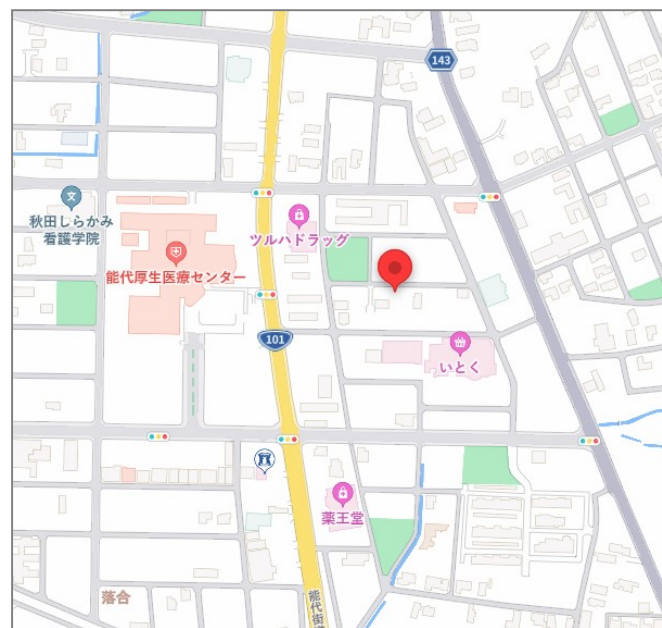 143
秋田しらかみ
看護学院
ツルハドラッグ
能代厚生医療センター
101
いとく
薬王堂
落合
能代街道